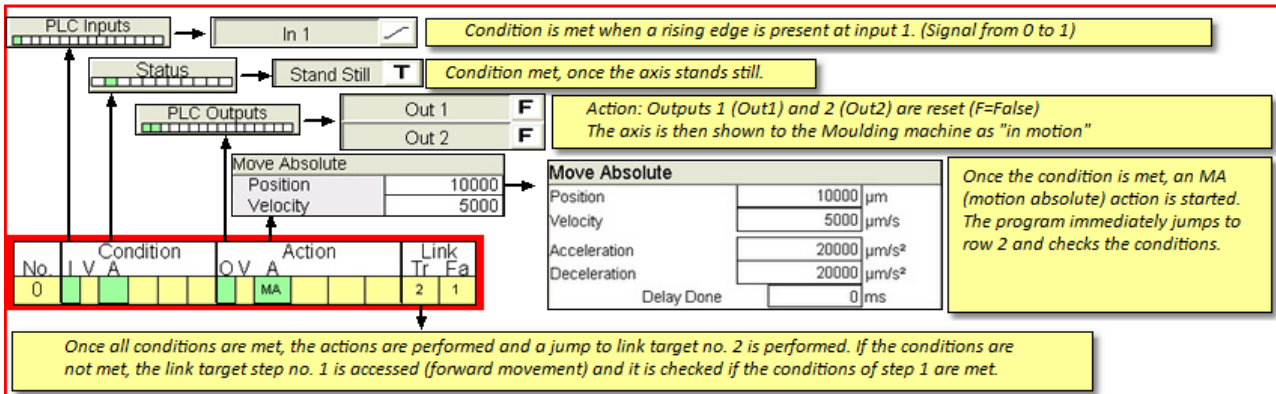 PLC Inputs
In 1
Condition is met when a rising edge is present at input 1. (Signal from 0 to 1)
Status
Stand Still T
Condition met, once the axis stands still.
PLC Outputs
Out 1 F
Out 2 F
Action: Outputs 1 (Out1) and 2 (Out2) are reset (F=False)
The axis is then shown to the Moulding machine as "in motion"
Move Absolute
Position 10000
Velocity 5000
Move Absolute
Position 10000 µm
Velocity 5000 µm/s
Acceleration 20000 µm/s²
Deceleration 20000 µm/s²
Delay Done 0 ms
Once the condition is met, an MA
(motion absolute) action is started.
The program immediately jumps to
row 2 and checks the conditions.
Condition Action Link
No. I V A O V A Tr Fa
0 MA 2 1
Once all conditions are met, the actions are performed and a jump to link target no. 2 is performed. If the conditions are
not met, the link target step no. 1 is accessed (forward movement) and it is checked if the conditions of step 1 are met.